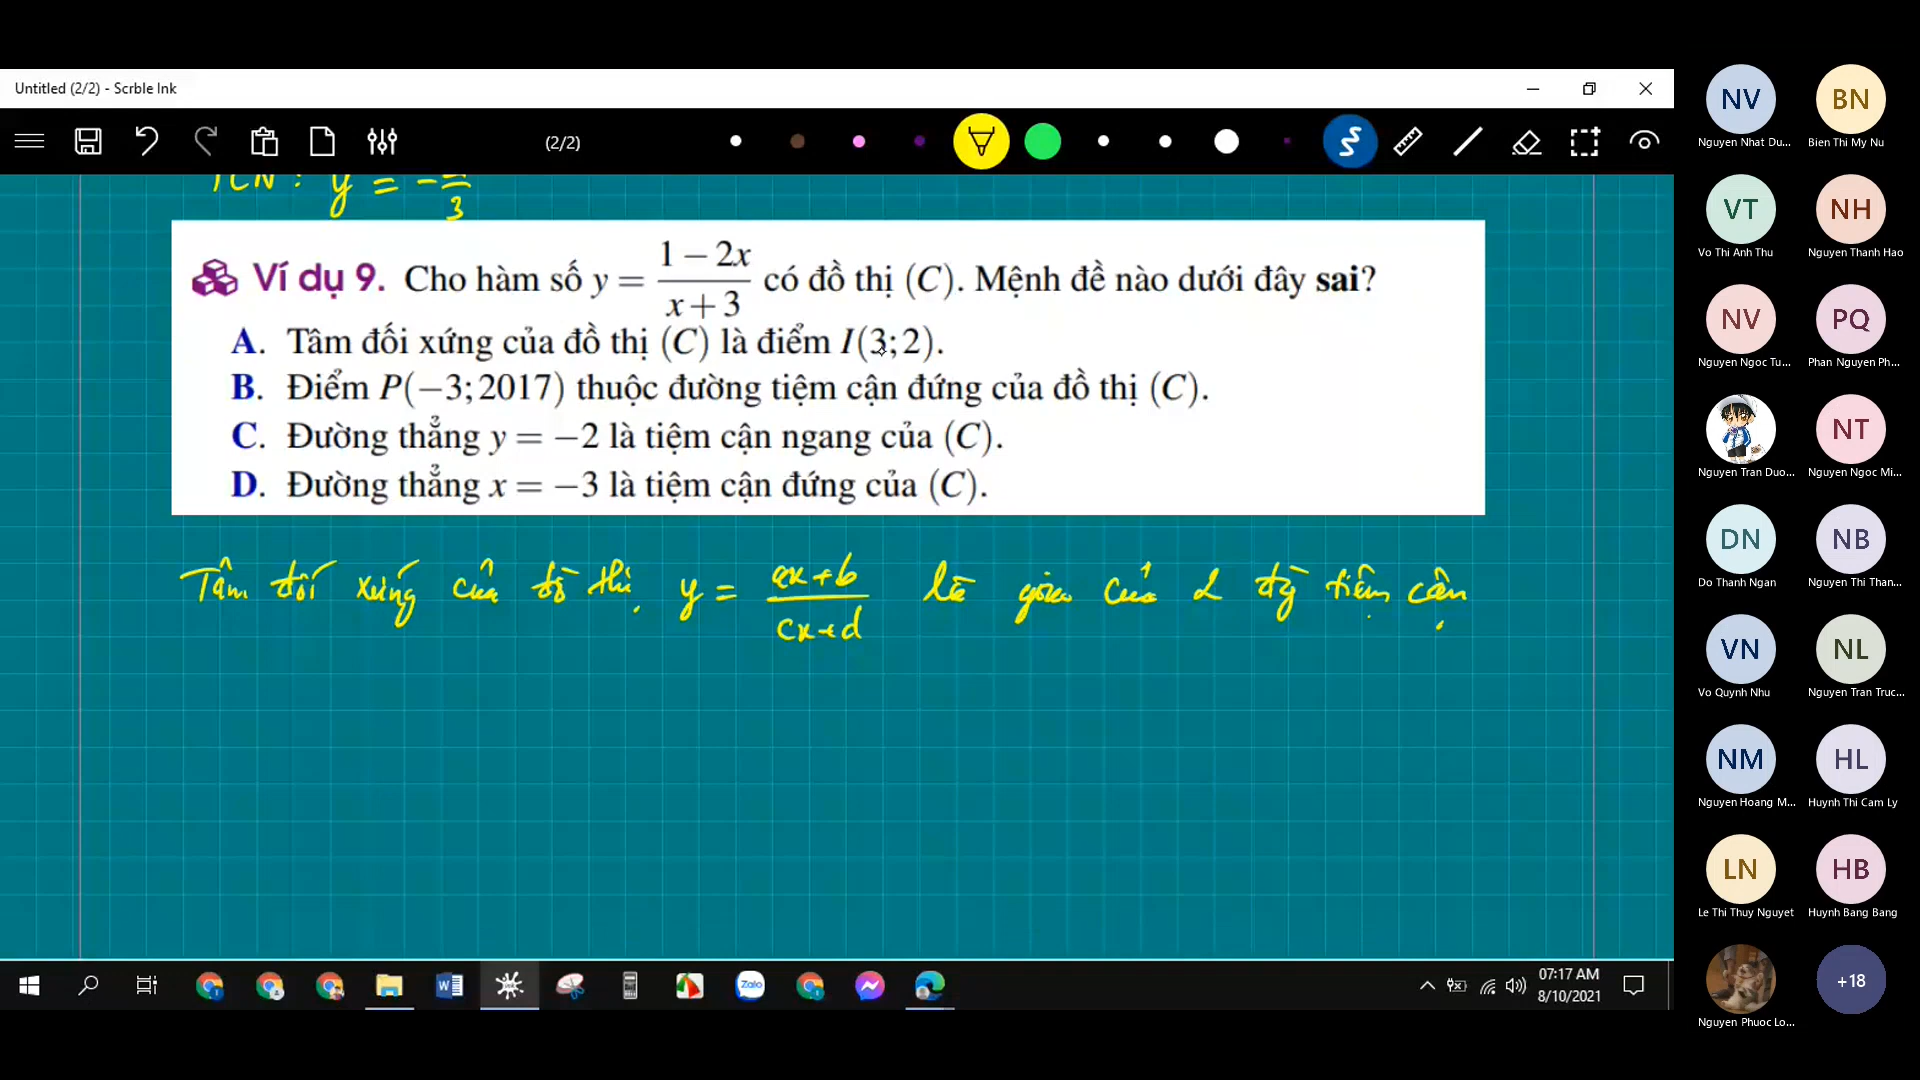 Untitled (2/2) - Scrble Ink
(2/2)
TCN : y = - /3
Ví dụ 9. Cho hàm số y = (1 − 2x)/(x + 3) có đồ thị (C). Mệnh đề nào dưới đây sai?
A. Tâm đối xứng của đồ thị (C) là điểm I(3; 2).
B. Điểm P(−3; 2017) thuộc đường tiệm cận đứng của đồ thị (C).
C. Đường thẳng y = −2 là tiệm cận ngang của (C).
D. Đường thẳng x = −3 là tiệm cận đứng của (C).
Tâm đối xứng của đồ thị y = (ax+b)/(cx+d) là giao của 2 đg tiệm cận
NV BN
Nguyen Nhat Du... Bien Thi My Nu
VT NH
Vo Thi Anh Thu Nguyen Thanh Hao
NV PQ
Nguyen Ngoc Tu... Phan Nguyen Ph...
NT
Nguyen Tran Duo... Nguyen Ngoc Mi...
DN NB
Do Thanh Ngan Nguyen Thi Than...
VN NL
Vo Quynh Nhu Nguyen Tran Truc...
NM HL
Nguyen Hoang M... Huynh Thi Cam Ly
LN HB
Le Thi Thuy Nguyet Huynh Bang Bang
+18
Nguyen Phuoc Lo...
Zalo
07:17 AM
8/10/2021